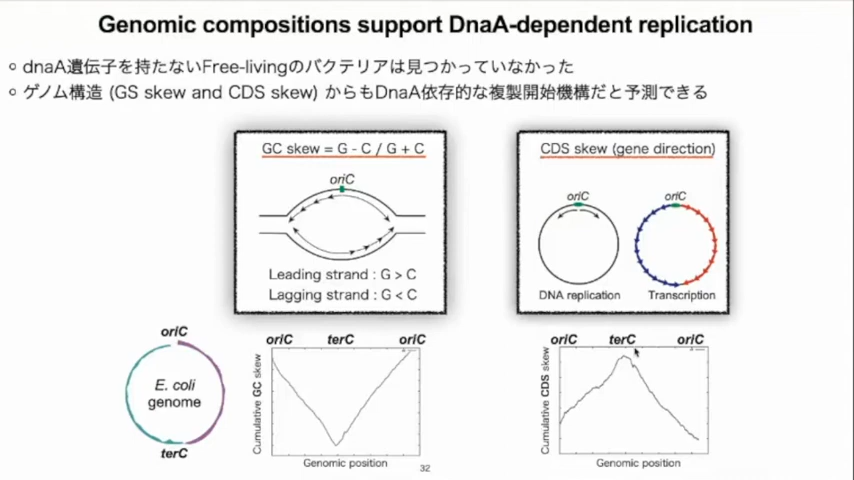 Genomic compositions support DnaA-dependent replication
○ dnaA遺伝子を持たないFree-livingのバクテリアは見つかっていなかった
○ ゲノム構造 (GS skew and CDS skew) からもDnaA依存的な複製開始機構だと予測できる
GC skew = G - C / G + C
oriC
Leading strand : G > C
Lagging strand : G < C
CDS skew (gene direction)
oriC oriC
DNA replication Transcription
oriC
E. coli
genome
terC
oriC terC oriC
Cumulative GC skew
Genomic position
oriC terC oriC
Cumulative CDS skew
Genomic position
32